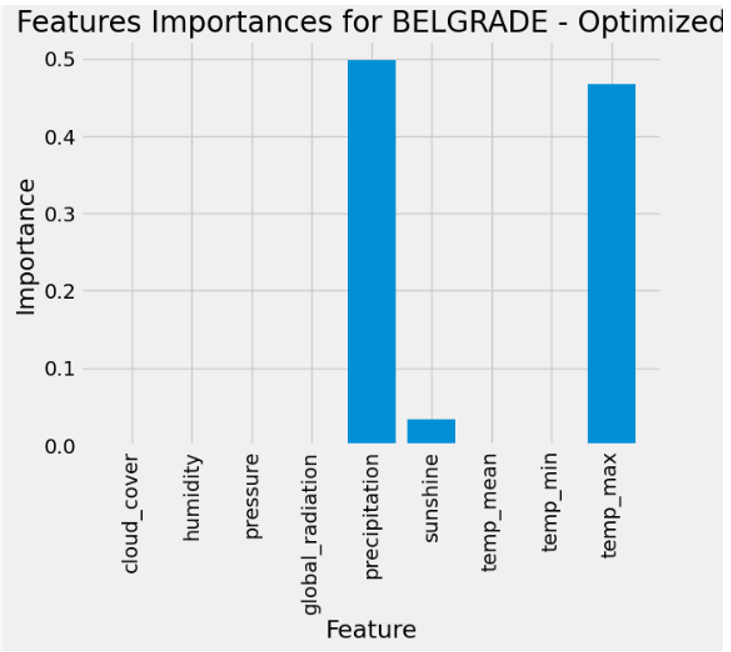 Features Importances for BELGRADE - Optimized
0.5
0.4
0.3
0.2
0.1
0.0
Importance
cloud_cover
humidity
pressure
global_radiation
precipitation
sunshine
temp_mean
temp_min
temp_max
Feature